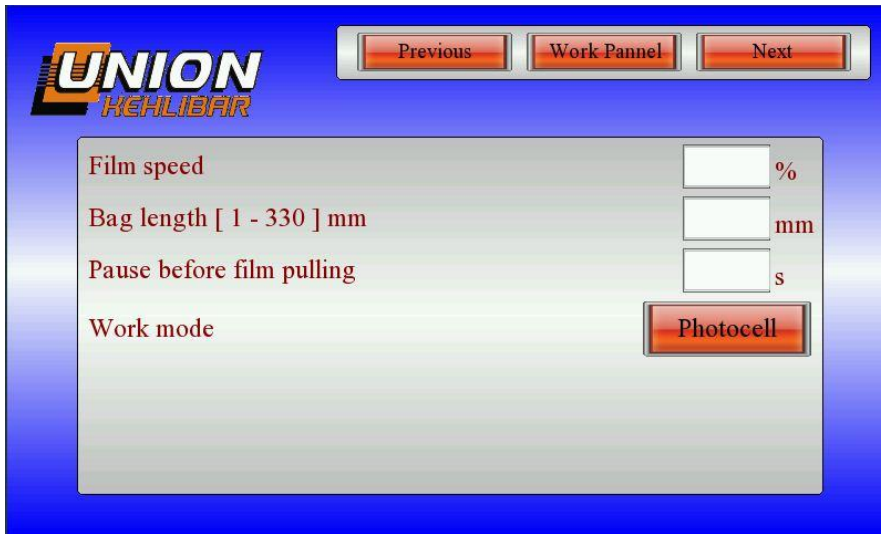 UNION
KEHLIBAR
Previous
Work Pannel
Next
Film speed
%
Bag length [ 1 - 330 ] mm
mm
Pause before film pulling
s
Work mode
Photocell